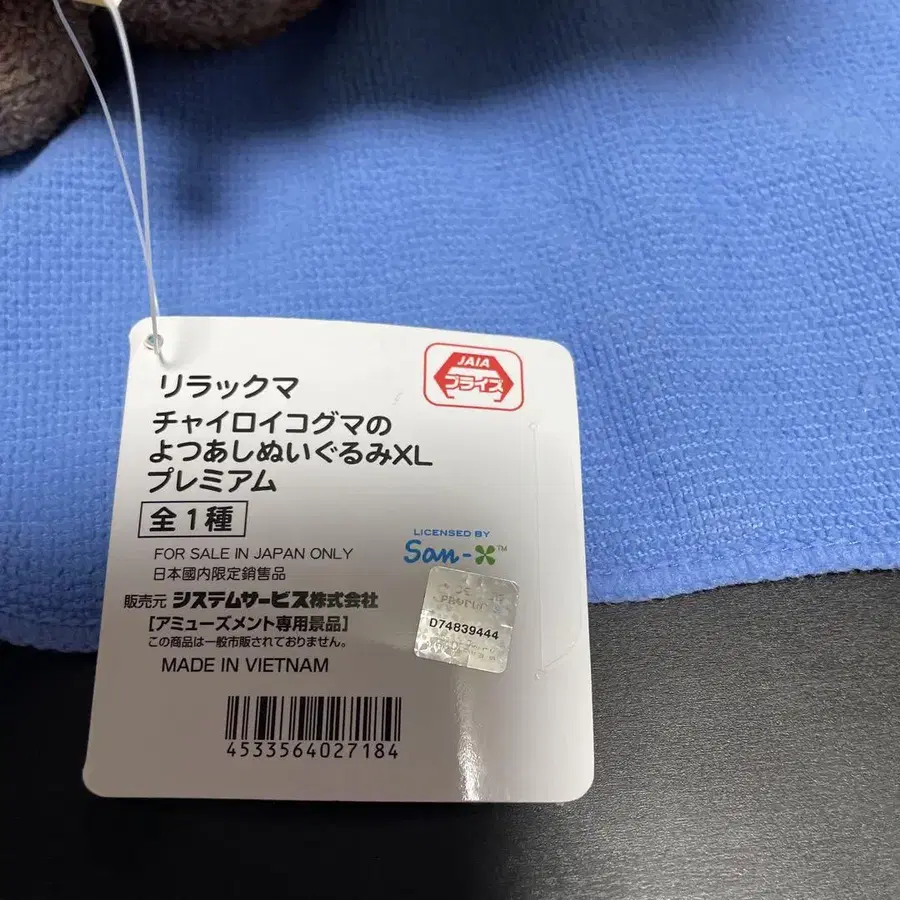 JAIA
プライズ
リラックマ
チャイロイコグマの
よつあしぬいぐるみXL
プレミアム
全1種
FOR SALE IN JAPAN ONLY
日本國内限定銷售品
LICENSED BY
San-X™
販売元 システムサービス株式会社
[アミューズメント専用景品]
この商品は一般市販されておりません。
MADE IN VIETNAM
D74839444
4533564027184